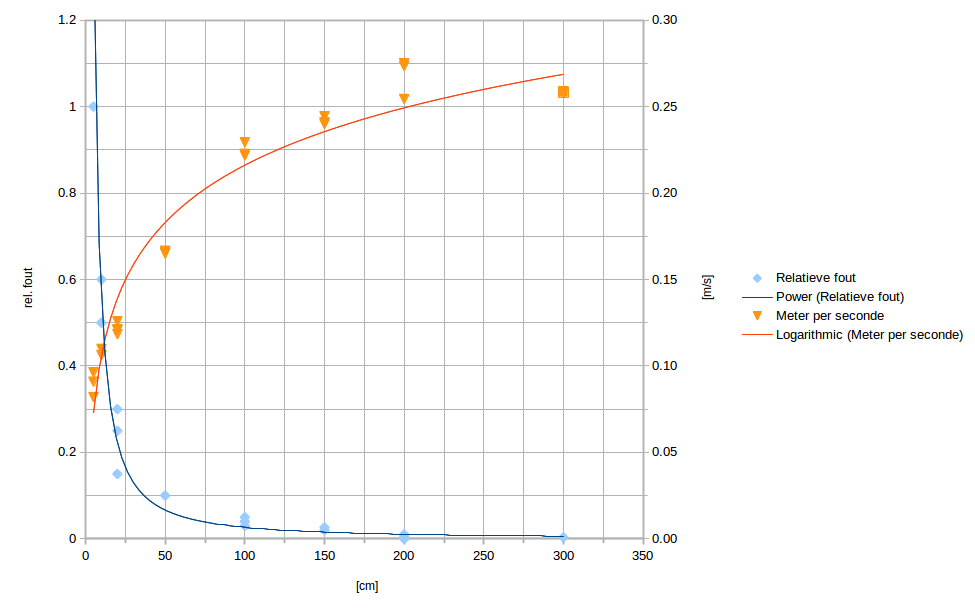 1.2
1
0.8
0.6
0.4
0.2
0
rel. fout
0.30
0.25
0.20
0.15
0.10
0.05
0.00
[m/s]
0 50 100 150 200 250 300 350
[cm]
Relatieve fout
Power (Relatieve fout)
Meter per seconde
Logarithmic (Meter per seconde)